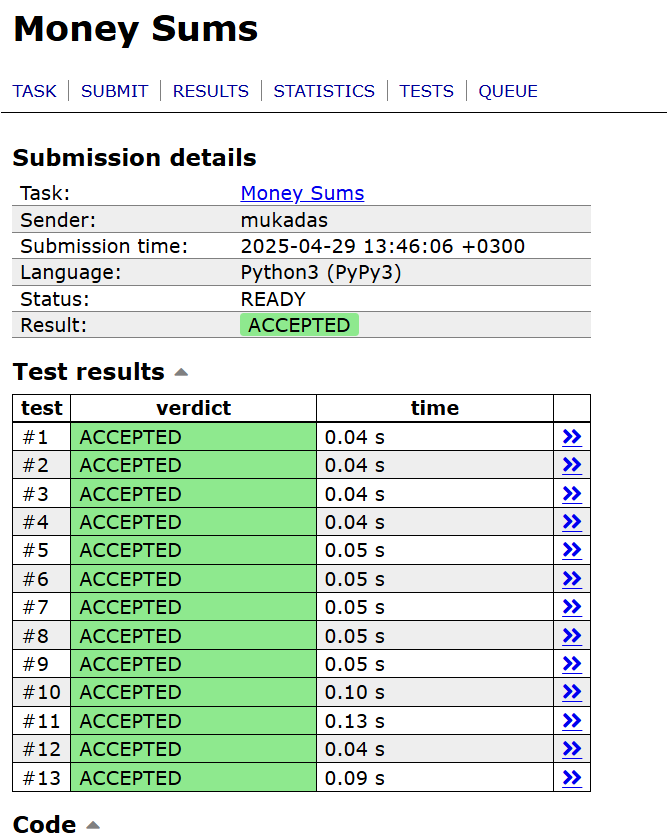 Money Sums
TASK | SUBMIT | RESULTS | STATISTICS | TESTS | QUEUE
Submission details
Task: Money Sums
Sender: mukadas
Submission time: 2025-04-29 13:46:06 +0300
Language: Python3 (PyPy3)
Status: READY
Result: ACCEPTED
Test results
test verdict time
#1 ACCEPTED 0.04 s »
#2 ACCEPTED 0.04 s »
#3 ACCEPTED 0.04 s »
#4 ACCEPTED 0.04 s »
#5 ACCEPTED 0.05 s »
#6 ACCEPTED 0.05 s »
#7 ACCEPTED 0.05 s »
#8 ACCEPTED 0.05 s »
#9 ACCEPTED 0.05 s »
#10 ACCEPTED 0.10 s »
#11 ACCEPTED 0.13 s »
#12 ACCEPTED 0.04 s »
#13 ACCEPTED 0.09 s »
Code